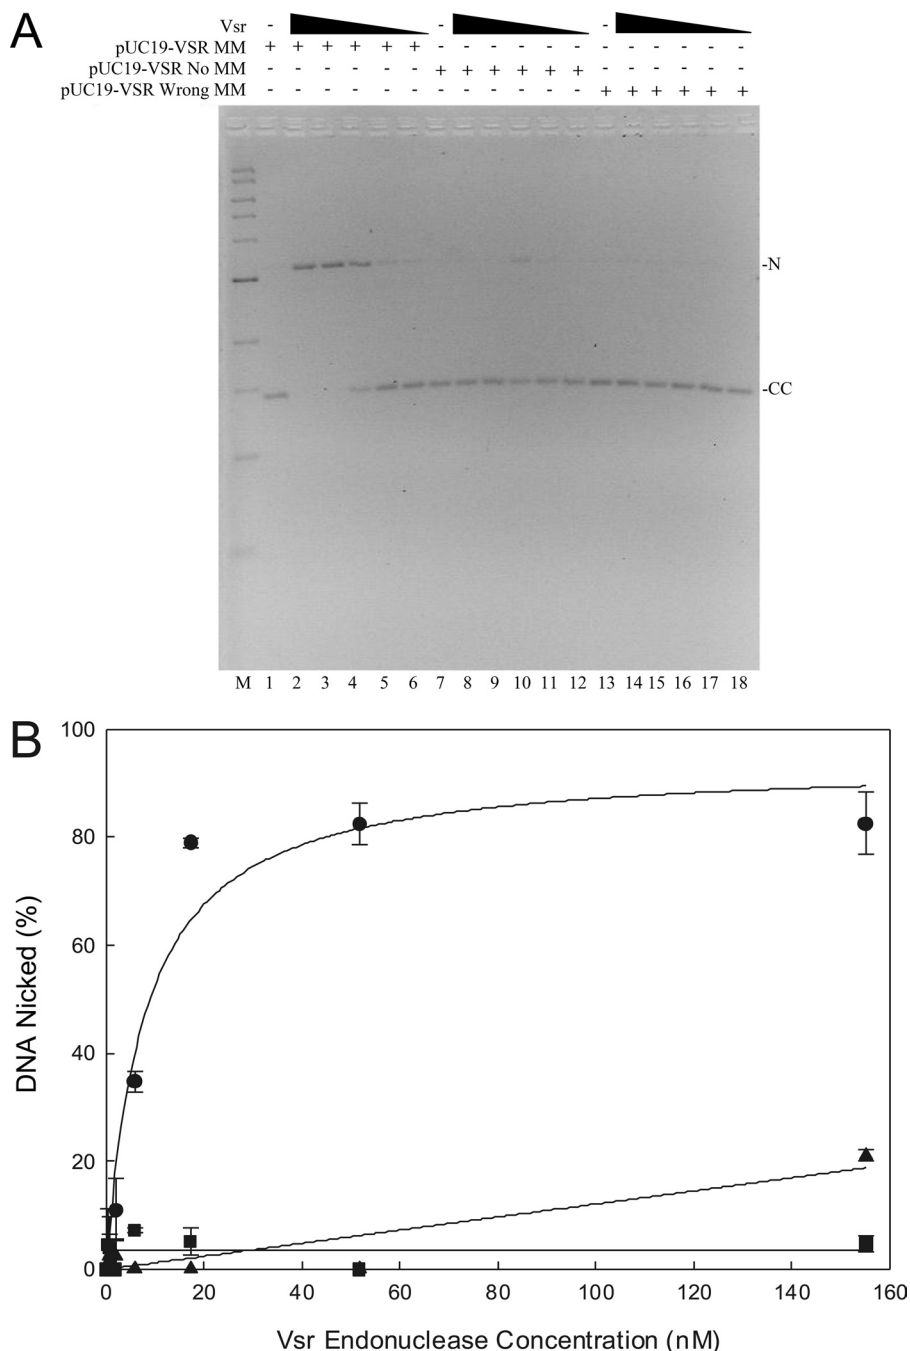 A
Vsr - -  -
pUC19-VSR MM + + + + + + - - - - - - - - - - - -
pUC19-VSR No MM - - - - - - + + + + + + - - - - - -
pUC19-VSR Wrong MM - - - - - - - - - - - - + + + + + +
-N
-CC
M 1 2 3 4 5 6 7 8 9 10 11 12 13 14 15 16 17 18
B
100
80
60
40
20
0
DNA Nicked (%)
0 20 40 60 80 100 120 140 160
Vsr Endonuclease Concentration (nM)